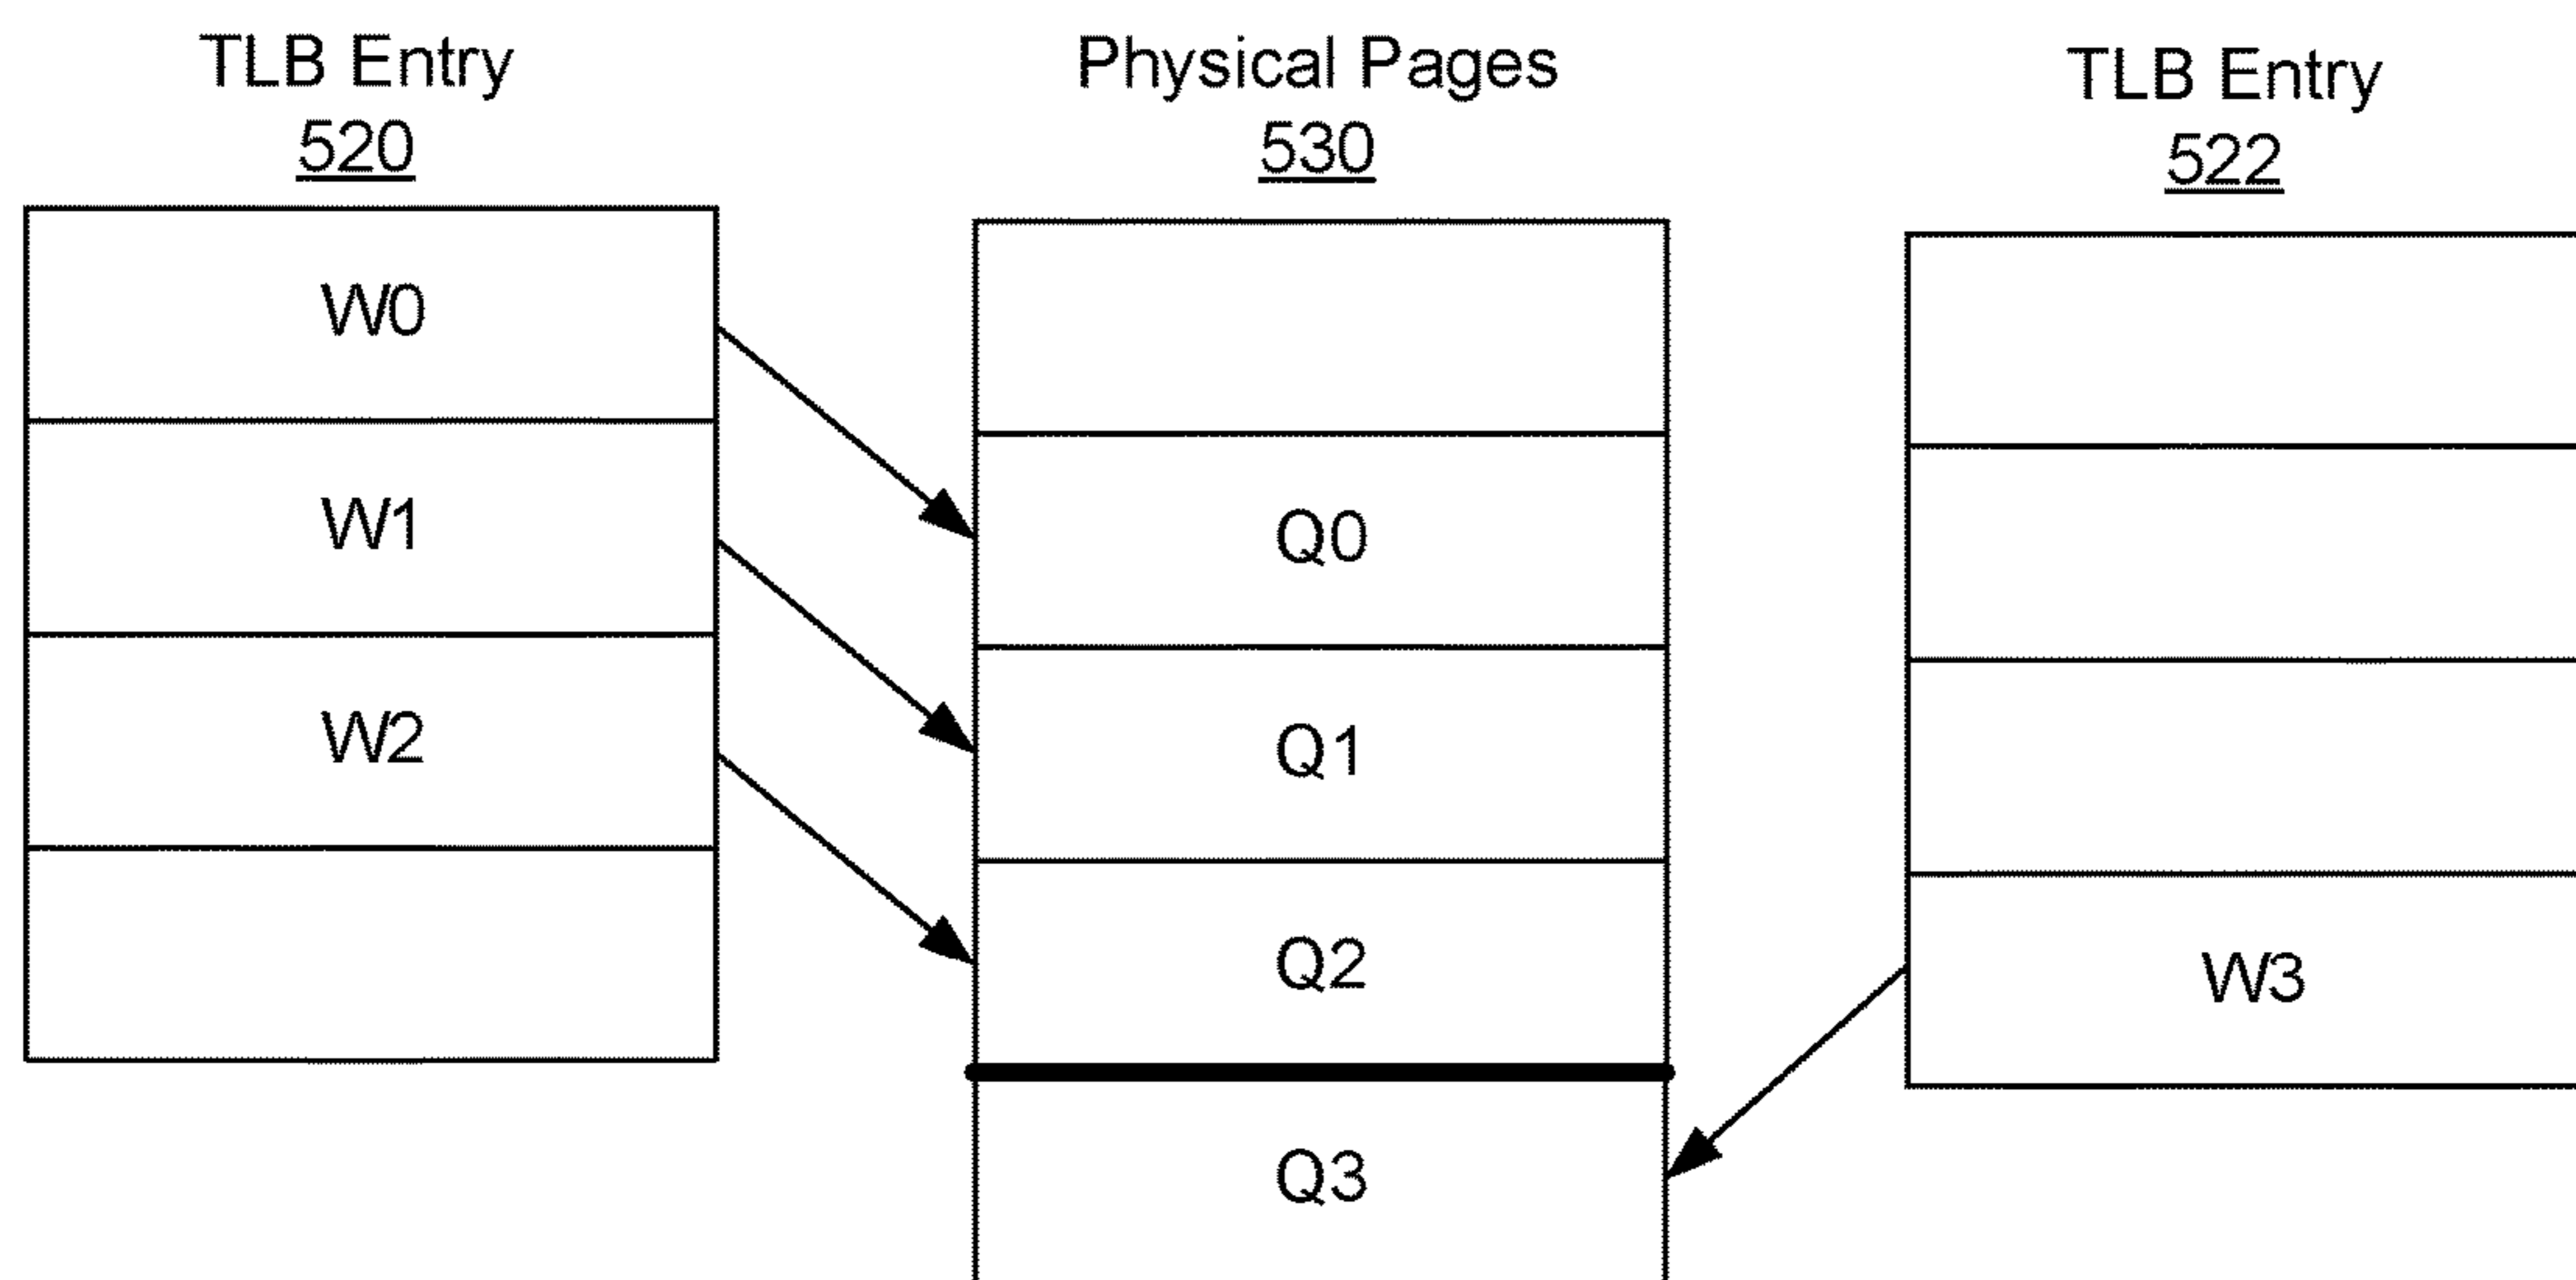 TLB Entry
520
W0
W1
W2
Physical Pages
530
Q0
Q1
Q2
Q3
TLB Entry
522
W3